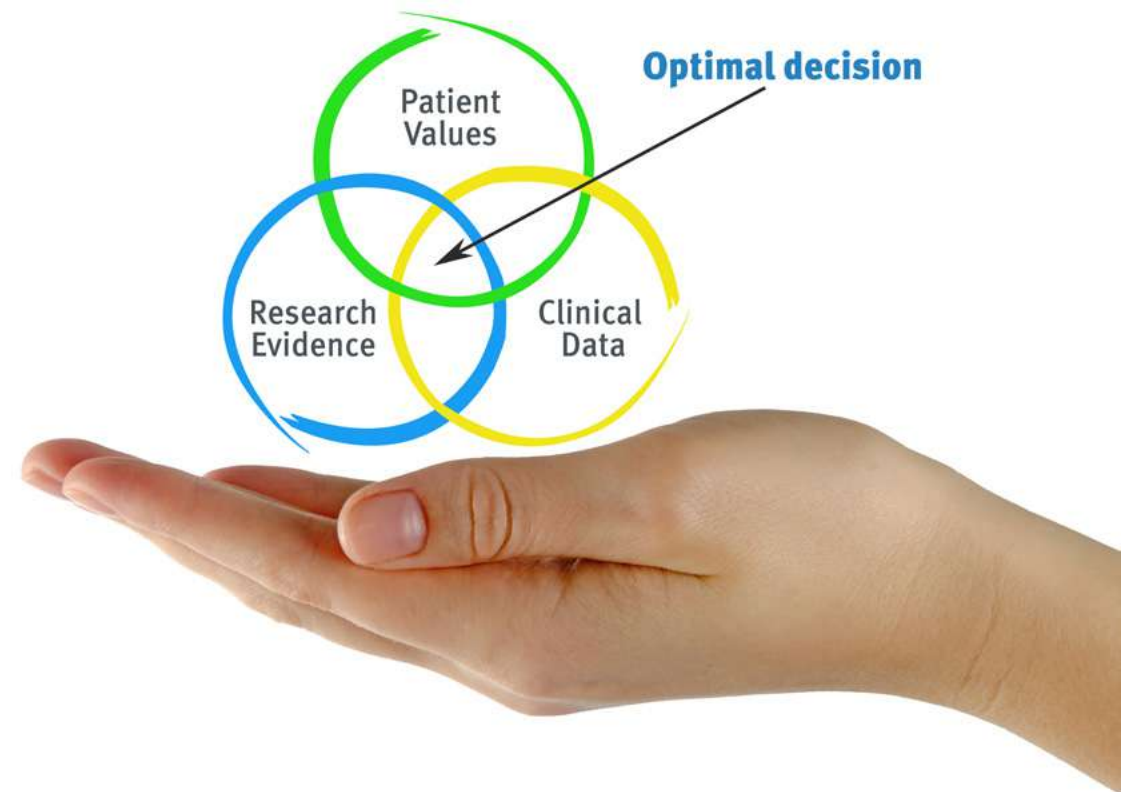 Optimal decision
Patient
Values
Research
Evidence
Clinical
Data